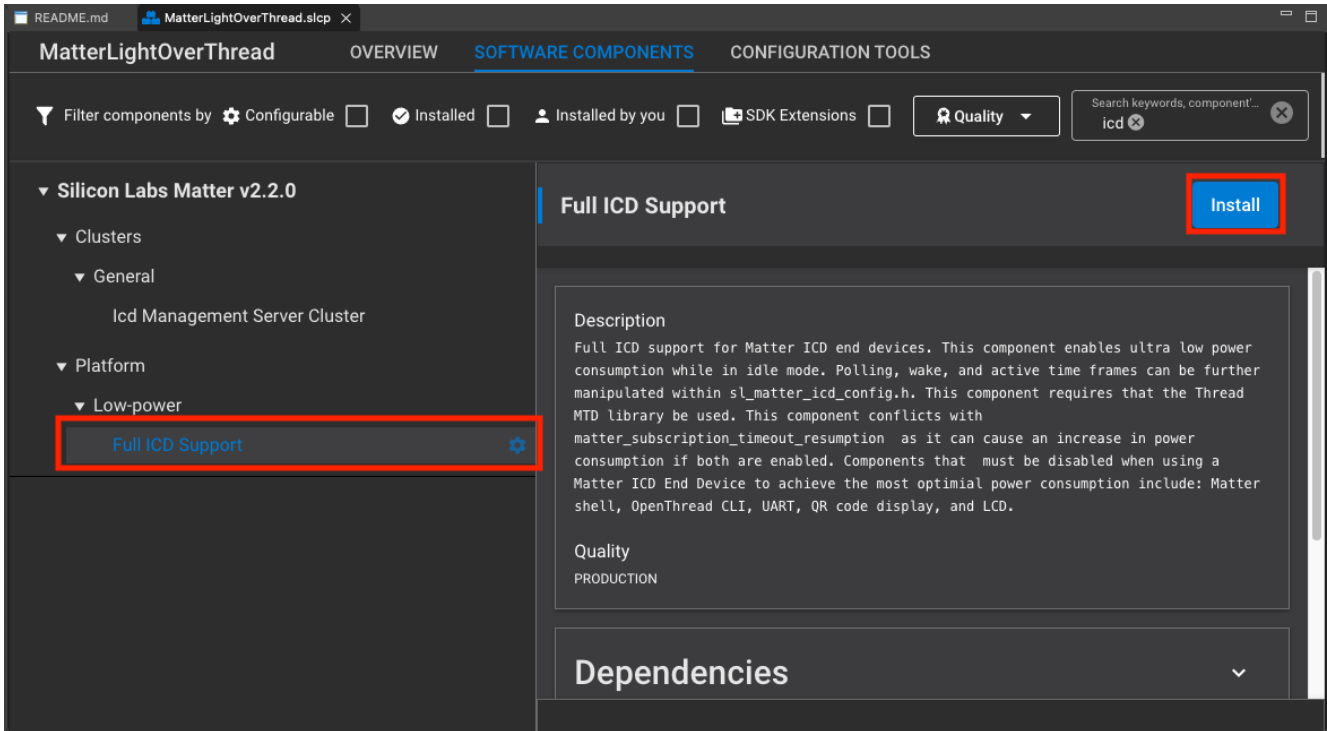 README.md
MatterLightOverThread.slcp
MatterLightOverThread
OVERVIEW
SOFTWARE COMPONENTS
CONFIGURATION TOOLS
Filter components by
Configurable
Installed
Installed by you
SDK Extensions
Quality
Search keywords, component'...
icd
Silicon Labs Matter v2.2.0
Clusters
General
Icd Management Server Cluster
Platform
Low-power
Full ICD Support
Full ICD Support
Install
Description
Full ICD support for Matter ICD end devices. This component enables ultra low power
consumption while in idle mode. Polling, wake, and active time frames can be further
manipulated within sl_matter_icd_config.h. This component requires that the Thread
MTD library be used. This component conflicts with
matter_subscription_timeout_resumption  as it can cause an increase in power
consumption if both are enabled. Components that  must be disabled when using a
Matter ICD End Device to achieve the most optimial power consumption include: Matter
shell, OpenThread CLI, UART, QR code display, and LCD.
Quality
PRODUCTION
Dependencies